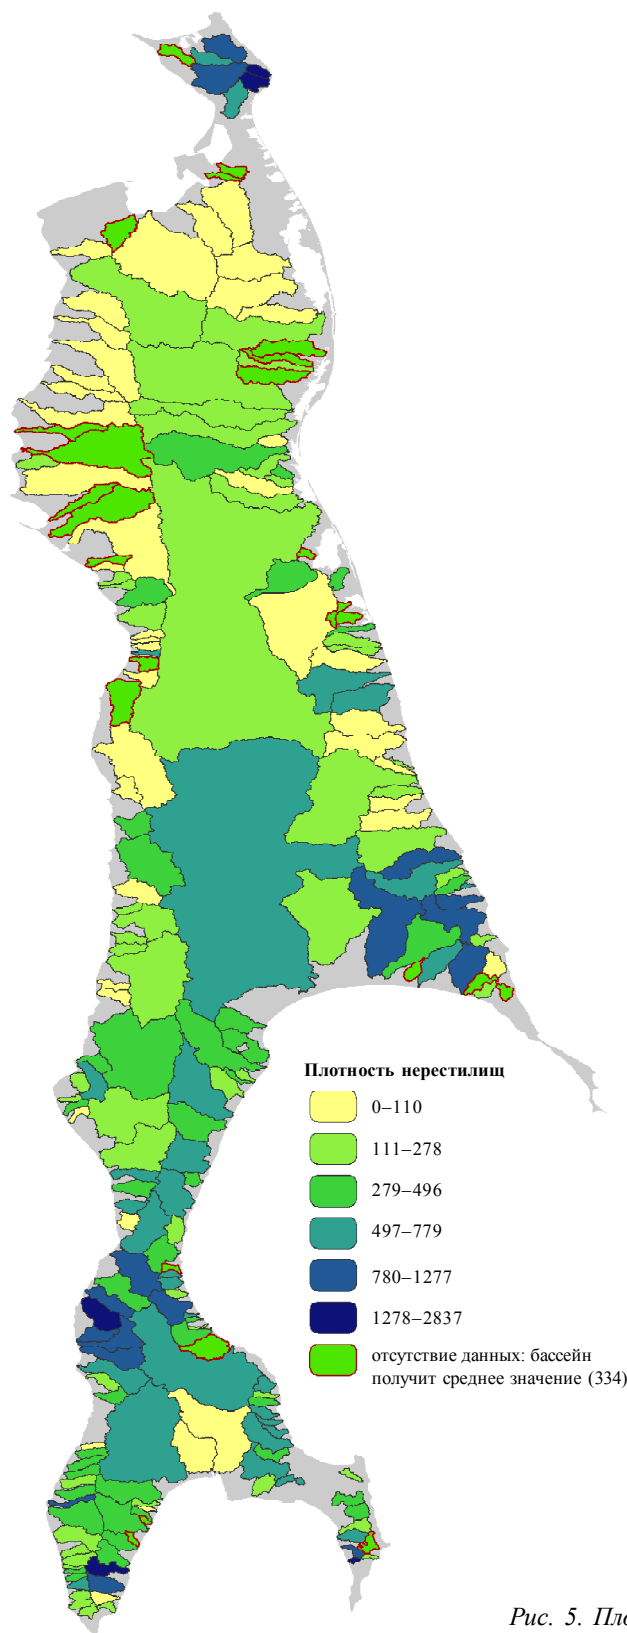 Плотность нерестилищ
0–110
111–278
279–496
497–779
780–1277
1278–2837
отсутствие данных: бассейн
получит среднее значение (334)
Рис. 5. Пло